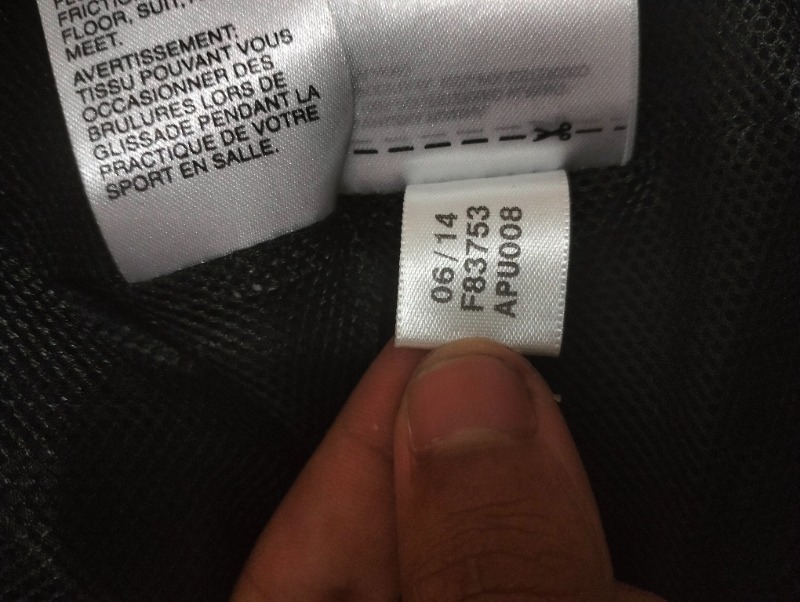 FRICTIO
FLOOR, SUIT,
MEET.
AVERTISSEMENT:
TISSU POUVANT VOUS
OCCASIONNER DES
BRULURES LORS DE
GLISSADE PENDANT LA
PRACTIQUE DE VOTRE
SPORT EN SALLE.
06/14
F83753
APU008